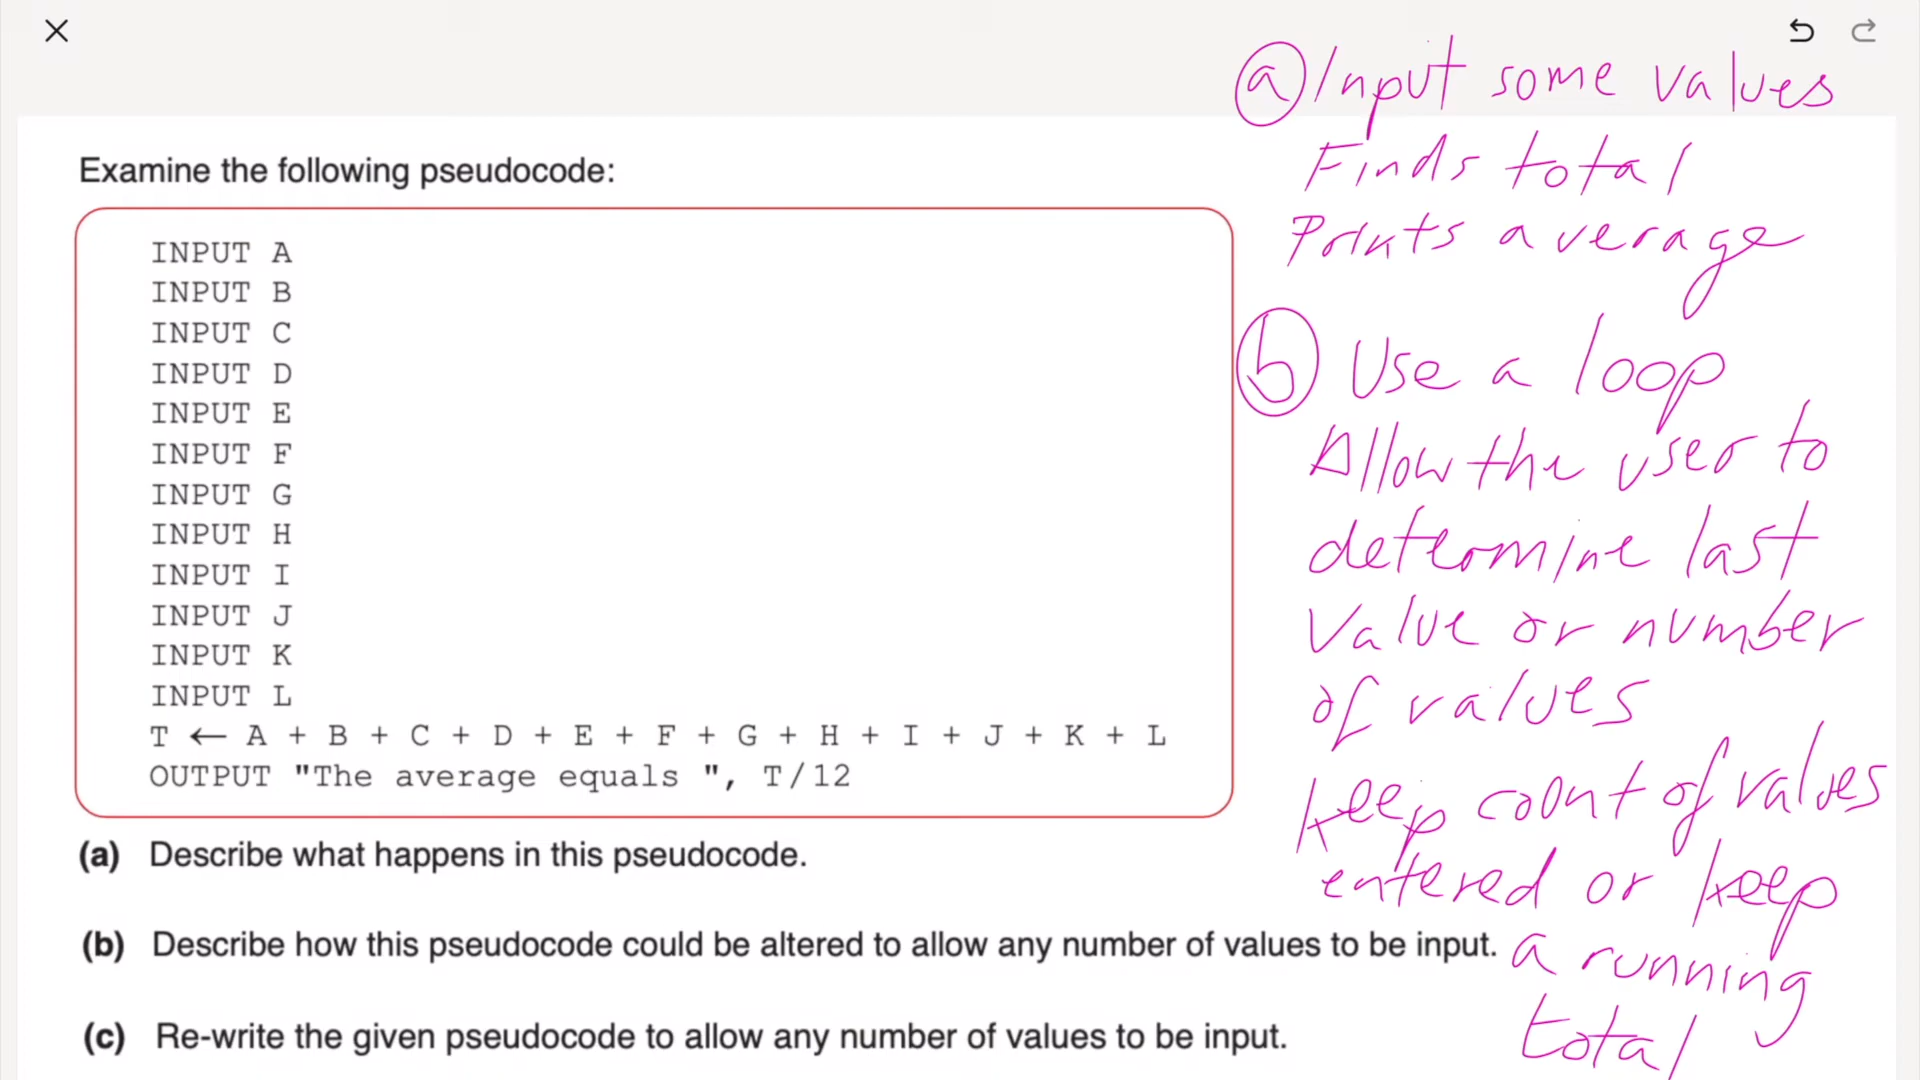 Examine the following pseudocode:
INPUT A
INPUT B
INPUT C
INPUT D
INPUT E
INPUT F
INPUT G
INPUT H
INPUT I
INPUT J
INPUT K
INPUT L
T ← A + B + C + D + E + F + G + H + I + J + K + L
OUTPUT "The average equals ", T/12
(a) Describe what happens in this pseudocode.
(b) Describe how this pseudocode could be altered to allow any number of values to be input.
(c) Re-write the given pseudocode to allow any number of values to be input.
(a) Input some values
Finds total
Prints average
(b) Use a loop
Allow the user to
determine last
Value or number
of values
keep count of values
entered or keep
a running
total